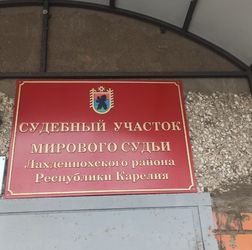 СУДЕБНЫЙ УЧАСТОК
МИРОВОГО СУДЬИ
Лахденпохского района
Республики Карелия